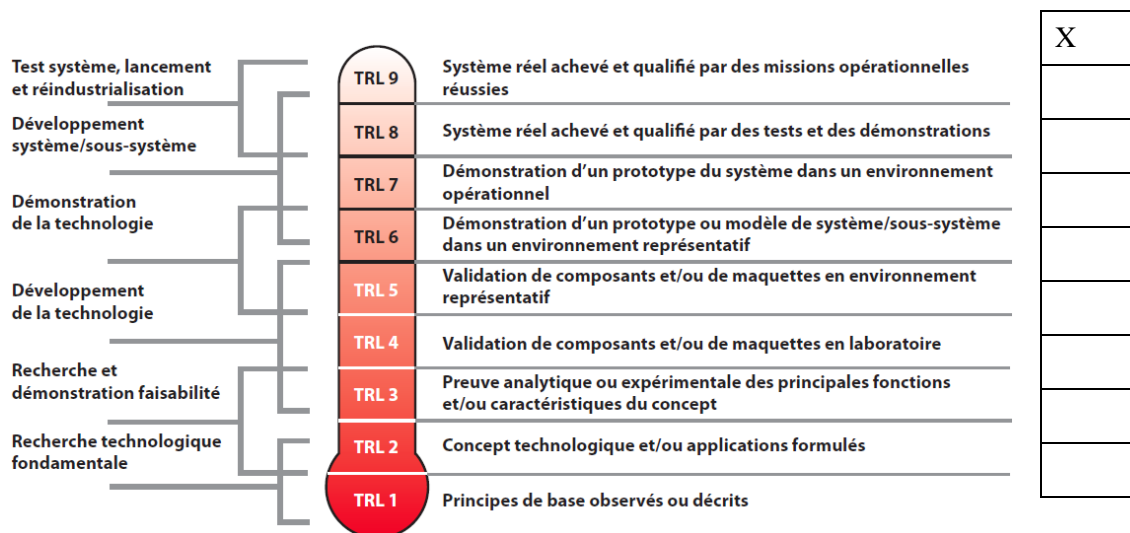 X
Test système, lancement
et réindustrialisation
TRL 9
Système réel achevé et qualifié par des missions opérationnelles
réussies
Développement
système/sous-système
TRL 8
Système réel achevé et qualifié par des tests et des démonstrations
TRL 7
Démonstration d’un prototype du système dans un environnement
opérationnel
Démonstration
de la technologie
TRL 6
Démonstration d’un prototype ou modèle de système/sous-système
dans un environnement représentatif
Développement
de la technologie
TRL 5
Validation de composants et/ou de maquettes en environnement
représentatif
TRL 4
Validation de composants et/ou de maquettes en laboratoire
Recherche et
démonstration faisabilité
TRL 3
Preuve analytique ou expérimentale des principales fonctions
et/ou caractéristiques du concept
Recherche technologique
fondamentale
TRL 2
Concept technologique et/ou applications formulés
TRL 1
Principes de base observés ou décrits